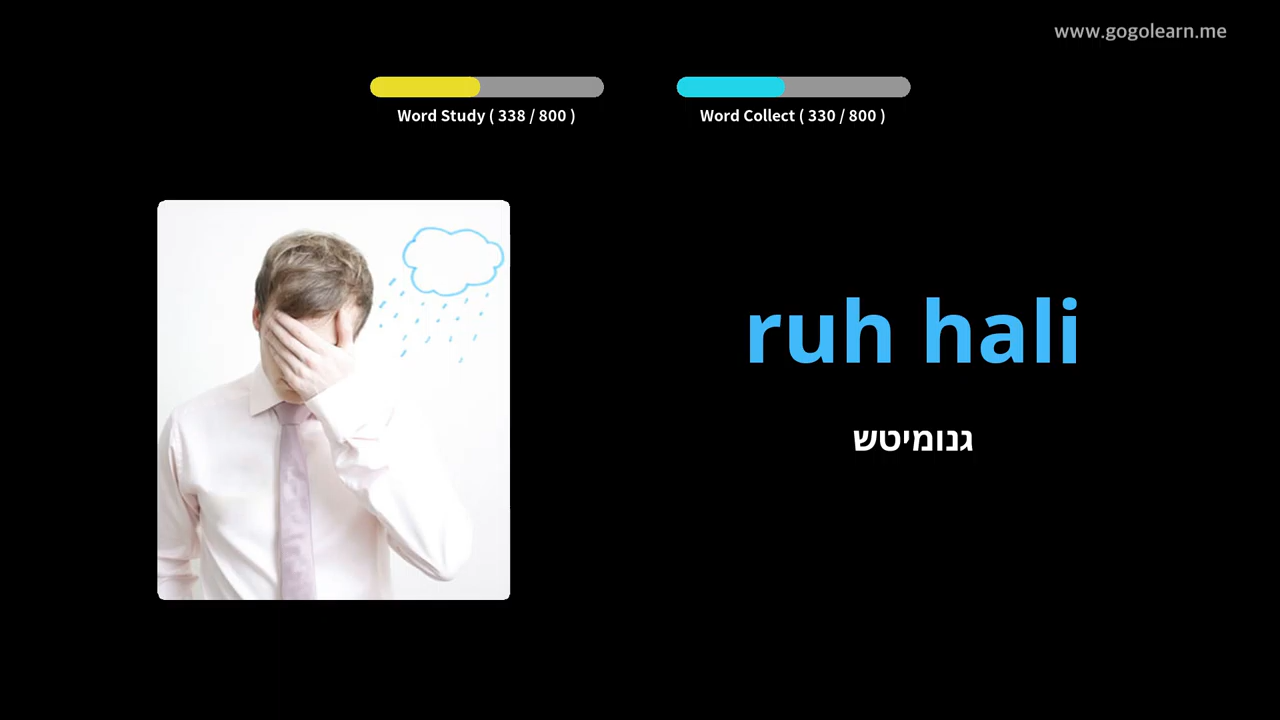 www.gogolearn.me
Word Study ( 338 / 800 )
Word Collect ( 330 / 800 )
ruh hali
גנומיטש